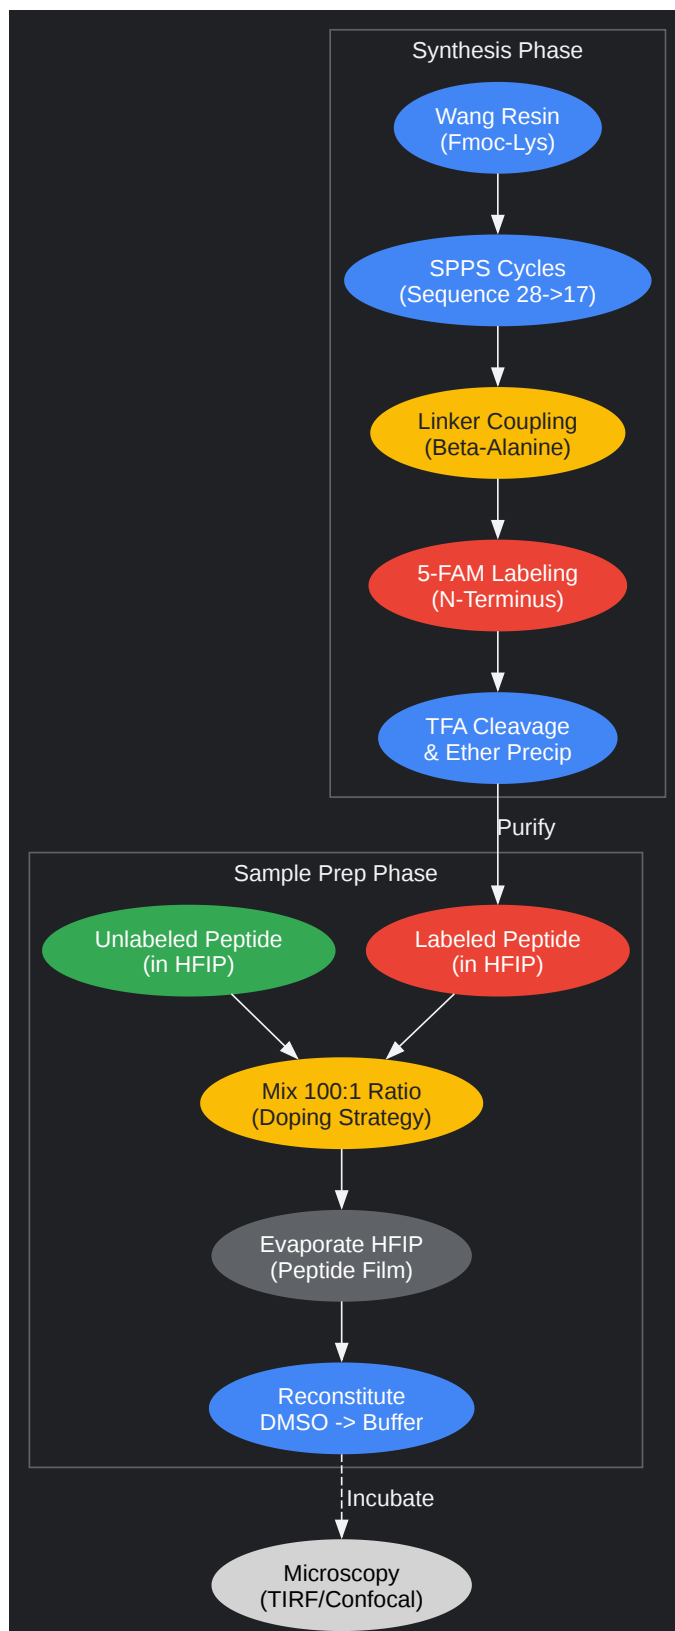 Synthesis Phase
Wang Resin
(Fmoc-Lys)
SPPS Cycles
(Sequence 28->17)
Linker Coupling
(Beta-Alanine)
5-FAM Labeling
(N-Terminus)
TFA Cleavage
& Ether Precip
Purify
Sample Prep Phase
Unlabeled Peptide
(in HFIP)
Labeled Peptide
(in HFIP)
Mix 100:1 Ratio
(Doping Strategy)
Evaporate HFIP
(Peptide Film)
Reconstitute
DMSO -> Buffer
Incubate
Microscopy
(TIRF/Confocal)